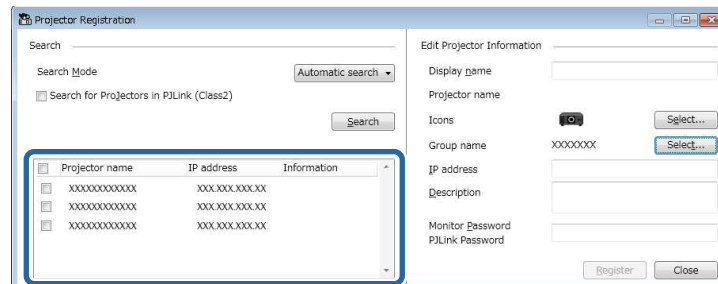 Projector Registration
Search
Search Mode
Automatic search
Search for Projectors in PJLink (Class2)
Search
Projector name IP address Information
XXXXXXXXXXXX XXX.XXX.XXX.XX
XXXXXXXXXXXX XXX.XXX.XXX.XX
XXXXXXXXXXXX XXX.XXX.XXX.XX
Edit Projector Information
Display name
Projector name
Icons Select...
Group name XXXXXXX Select...
IP address
Description
Monitor Password
PJLink Password
Register Close